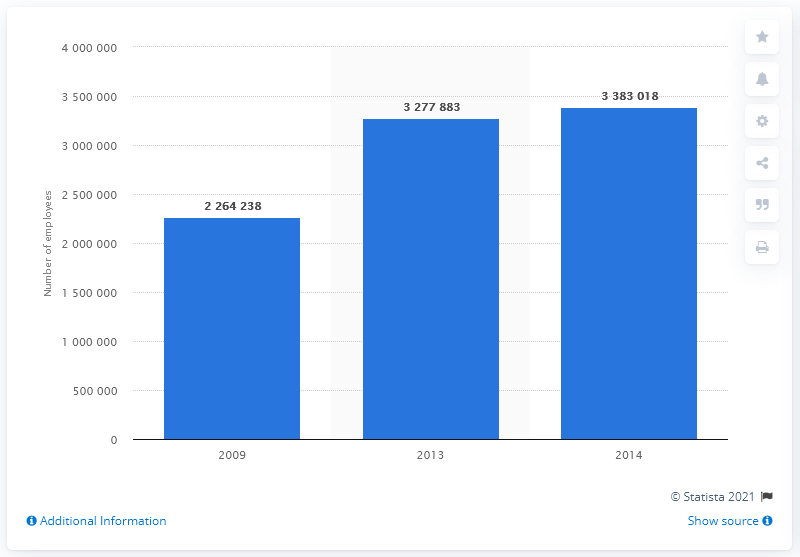 4 000 000
3 500 000
3 000 000
2 500 000
2 000 000
1 500 000
1 000 000
500 000
0
Number of employees
2 264 238
3 277 883
3 383 018
2009
2013
2014
© Statista 2021
Additional Information
Show source